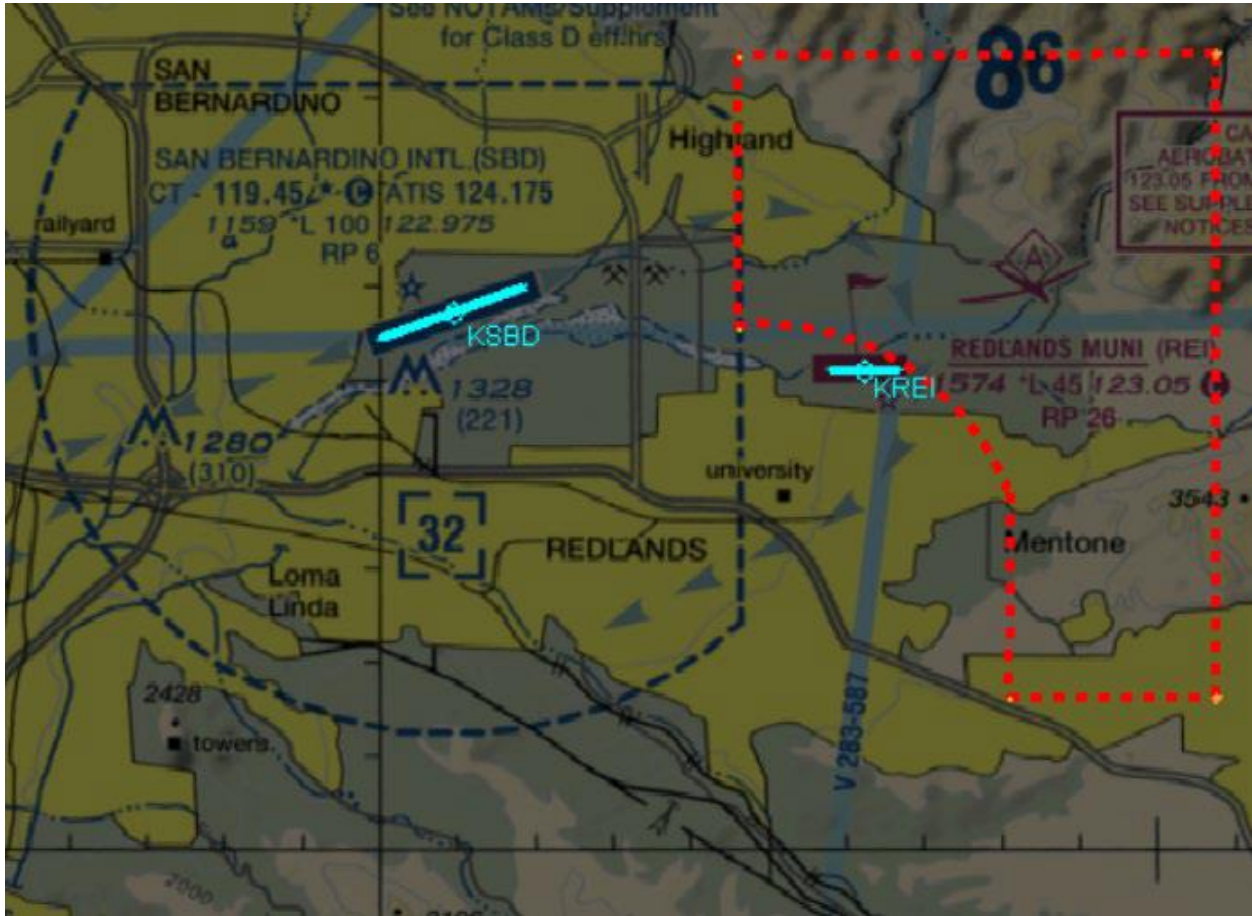 See NOTAMs/Supplement
for Class D eff hrs
SAN
BERNARDINO
SAN BERNARDINO INTL (SBD)
CT - 119.45 * C ATIS 124.175
1159 *L 100 122.975
RP 6
railyard
Highland
86
CA
AEROBAT
123.05 FROM
SEE SUPPLE
NOTICES
A
KSBD
1328
(221)
1280
(310)
REDLANDS MUNI (REI)
1574 *L 45 123.05 C
RP 26
KREI
university
3543
32
REDLANDS
Mentone
Loma
Linda
2428
towers
V 283-587
2000